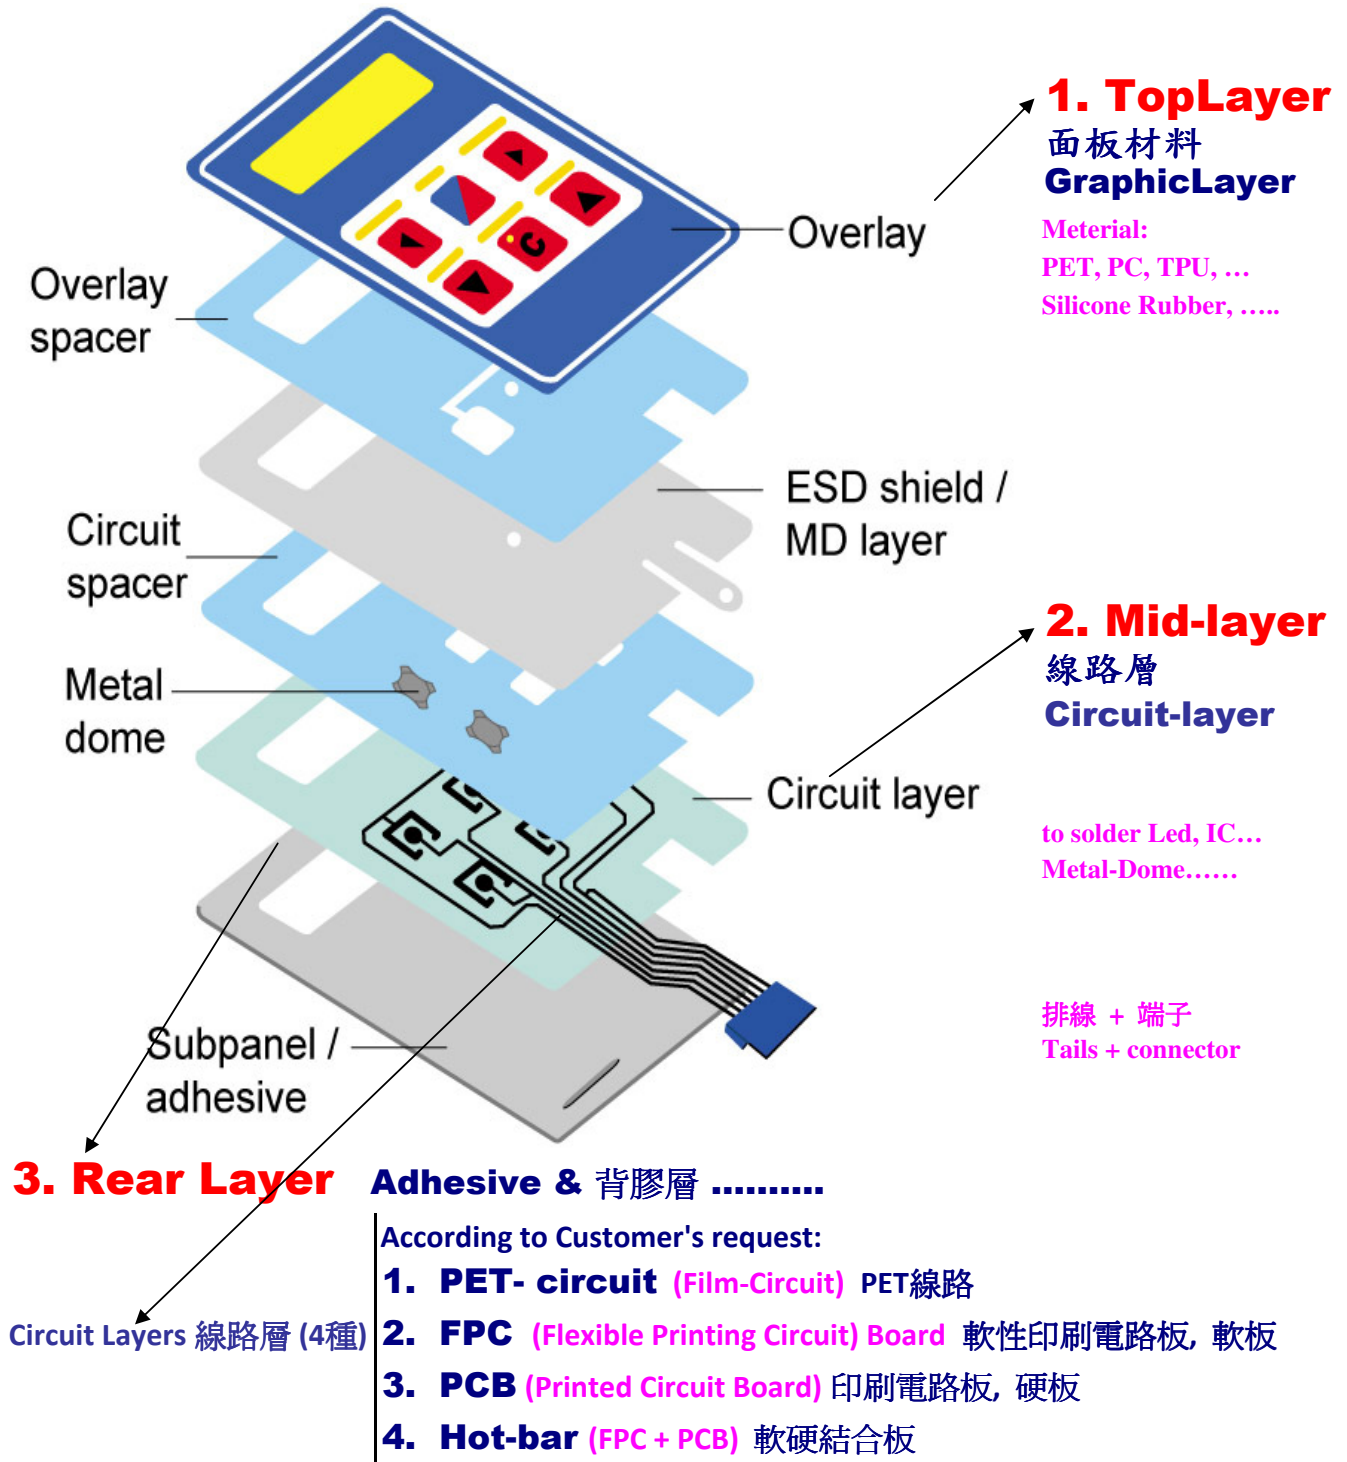 1. TopLayer
面板材料
GraphicLayer
Meterial:
PET, PC, TPU, ...
Silicone Rubber, .....
Overlay
Overlay
spacer
C
ESD shield /
MD layer
Circuit
spacer
2. Mid-layer
線路層
Circuit-layer
Metal
dome
Circuit layer
to solder Led, IC...
Metal-Dome......
排線 + 端子
Tails + connector
Subpanel /
adhesive
3. Rear Layer Adhesive & 背膠層 ..........
According to Customer's request:
1. PET- circuit (Film-Circuit) PET線路
Circuit Layers 線路層 (4種)
2. FPC (Flexible Printing Circuit) Board 軟性印刷電路板, 軟板
3. PCB (Printed Circuit Board) 印刷電路板, 硬板
4. Hot-bar (FPC + PCB) 軟硬結合板